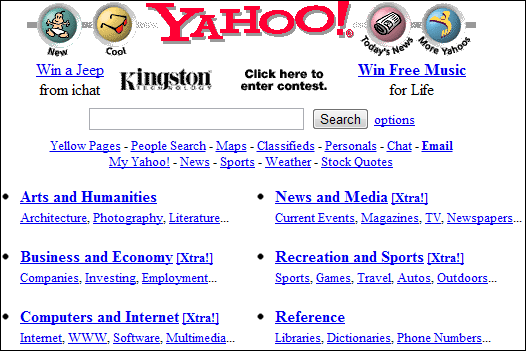 YAHOO!
New
Cool
Today's News
More Yahoos
Win a Jeep
from ichat
Kingston
TECHNOLOGY
Click here to
enter contest.
Win Free Music
for Life
Search options
Yellow Pages - People Search - Maps - Classifieds - Personals - Chat - Email
My Yahoo! - News - Sports - Weather - Stock Quotes
Arts and Humanities
Architecture, Photography, Literature...
News and Media [Xtra!]
Current Events, Magazines, TV, Newspapers...
Business and Economy [Xtra!]
Companies, Investing, Employment...
Recreation and Sports [Xtra!]
Sports, Games, Travel, Autos, Outdoors...
Computers and Internet [Xtra!]
Internet, WWW, Software, Multimedia...
Reference
Libraries, Dictionaries, Phone Numbers...